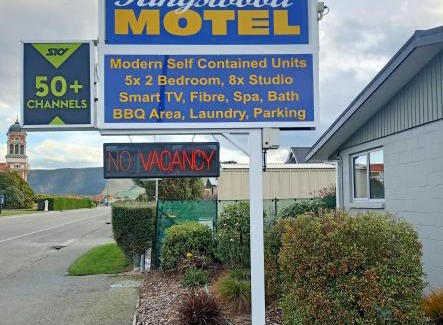 Kingswood
MOTEL
sky
50+
CHANNELS
Modern Self Contained Units
5x 2 Bedroom, 8x Studio
Smart TV, Fibre, Spa, Bath
BBQ Area, Laundry, Parking
NO VACANCY